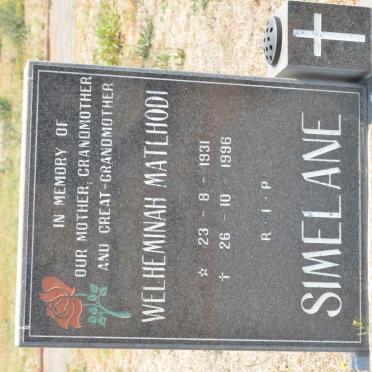 IN MEMORY OF
OUR MOTHER, GRANDMOTHER
AND GREAT-GRANDMOTHER
WELHEMINAH MATLHODI
☆ 23 - 8 - 1931
† 26 - 10 - 1996
R · I · P
SIMELANE